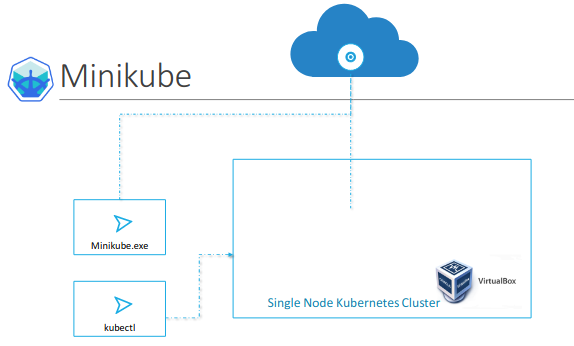 Minikube
Minikube.exe
kubectl
VirtualBox
Single Node Kubernetes Cluster